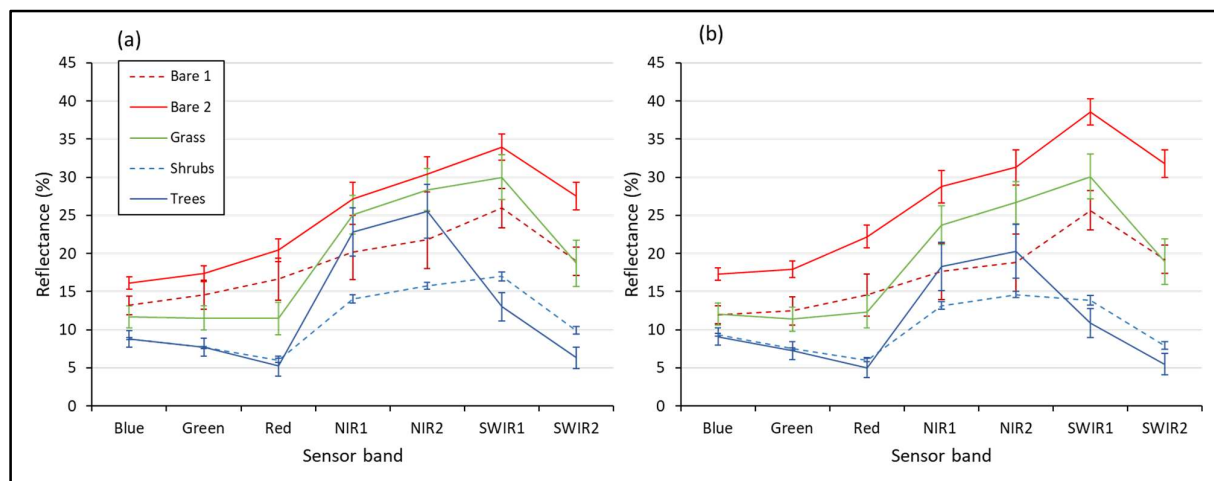 (a)
45
40
35
30
25
20
15
10
5
0
Reflectance (%)
Bare 1
Bare 2
Grass
Shrubs
Trees
Blue Green Red NIR1 NIR2 SWIR1 SWIR2
Sensor band
(b)
45
40
35
30
25
20
15
10
5
0
Reflectance (%)
Blue Green Red NIR1 NIR2 SWIR1 SWIR2
Sensor band